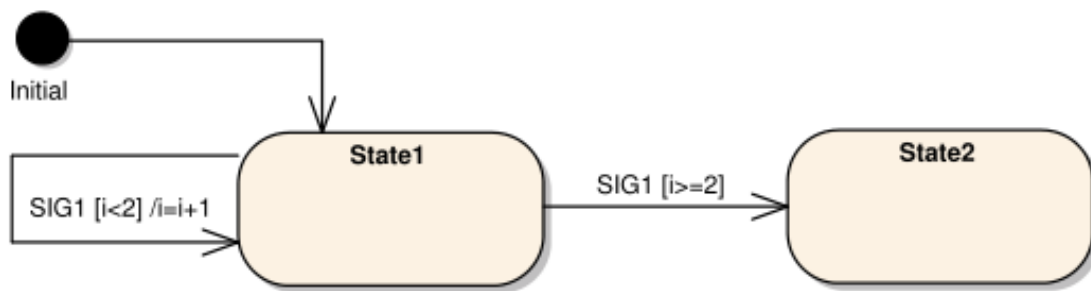 Initial
State1
State2
SIG1 [i<2] /i=i+1
SIG1 [i>=2]